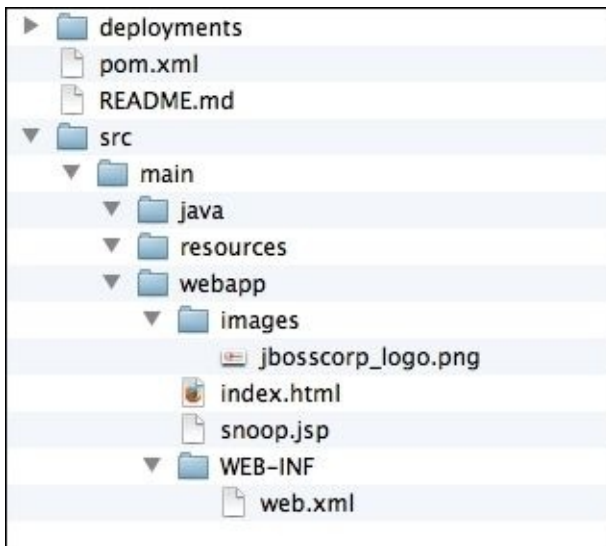 deployments
pom.xml
README.md
src
main
java
resources
webapp
images
jbosscorp_logo.png
index.html
snoop.jsp
WEB-INF
web.xml